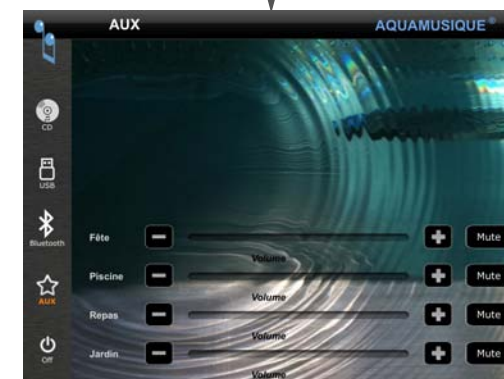 AUX
AQUAMUSIQUE®
CD
USB
Bluetooth
AUX
Off
Fête
Mute
Volume
Piscine
Mute
Volume
Repas
Mute
Volume
Jardin
Mute
Volume